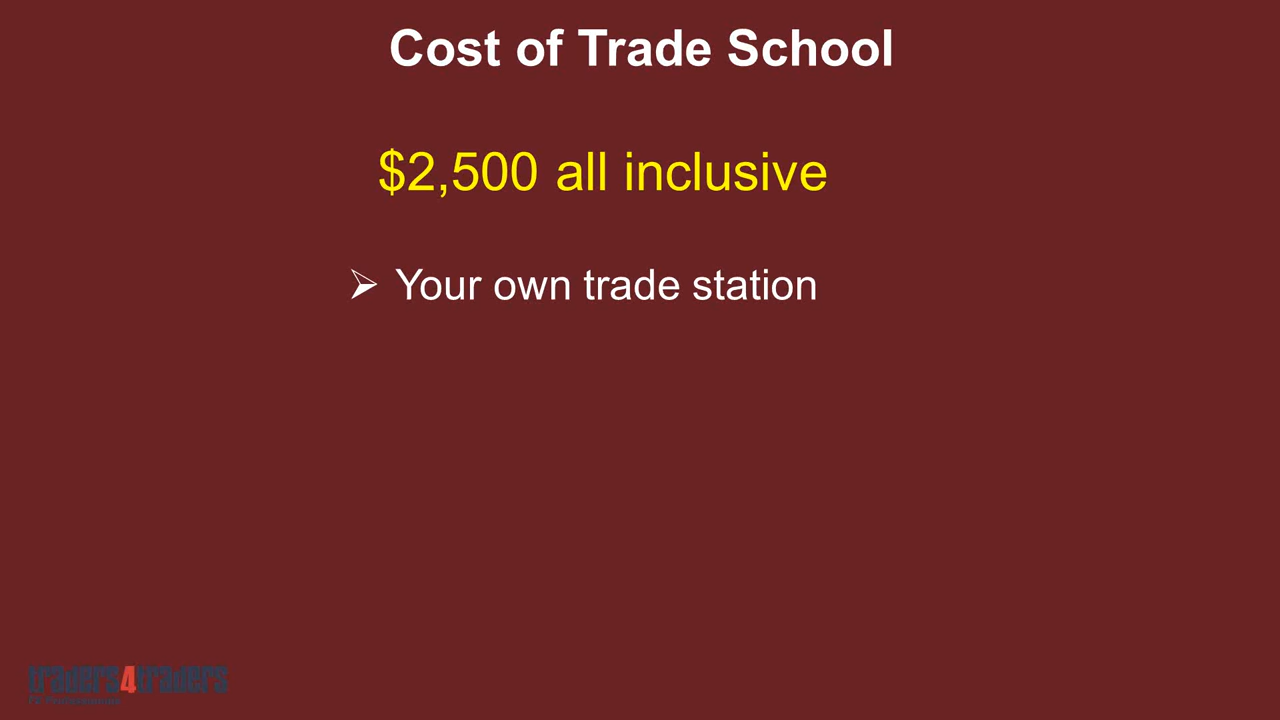 Cost of Trade School
$2,500 all inclusive
➢ Your own trade station
traders4traders